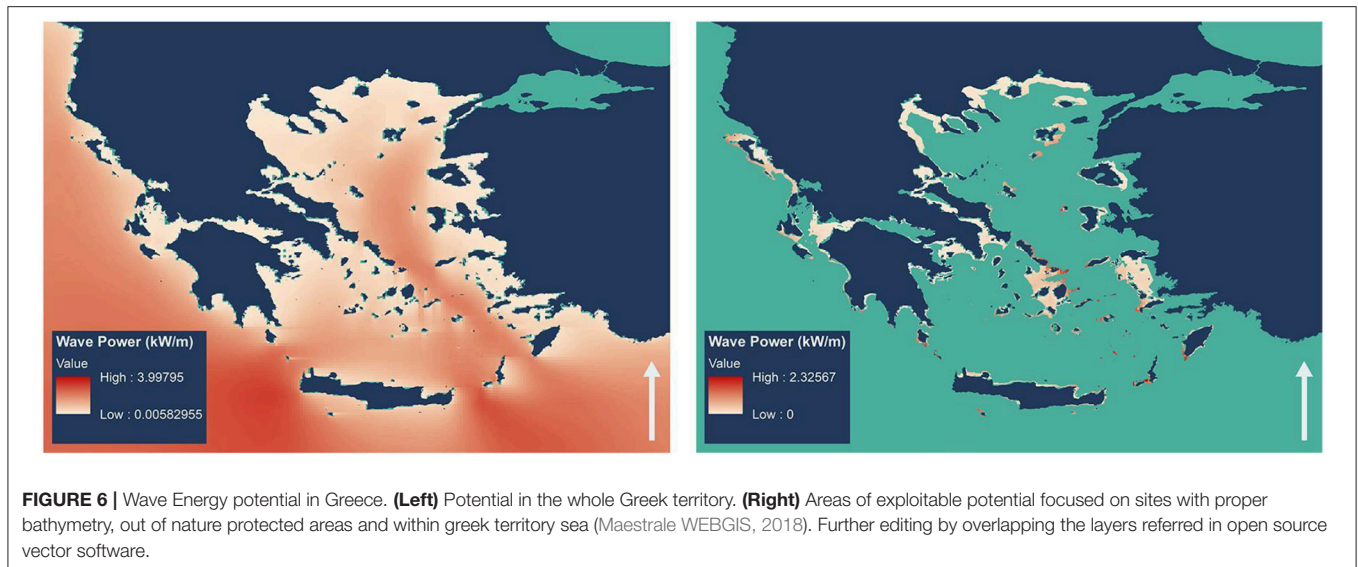 Wave Power (kW/m)
Value
High : 3.99795
Low : 0.00582955
Wave Power (kW/m)
Value
High : 2.32567
Low : 0
FIGURE 6 | Wave Energy potential in Greece. (Left) Potential in the whole Greek territory. (Right) Areas of exploitable potential focused on sites with proper
bathymetry, out of nature protected areas and within greek territory sea (Maestrale WEBGIS, 2018). Further editing by overlapping the layers referred in open source
vector software.